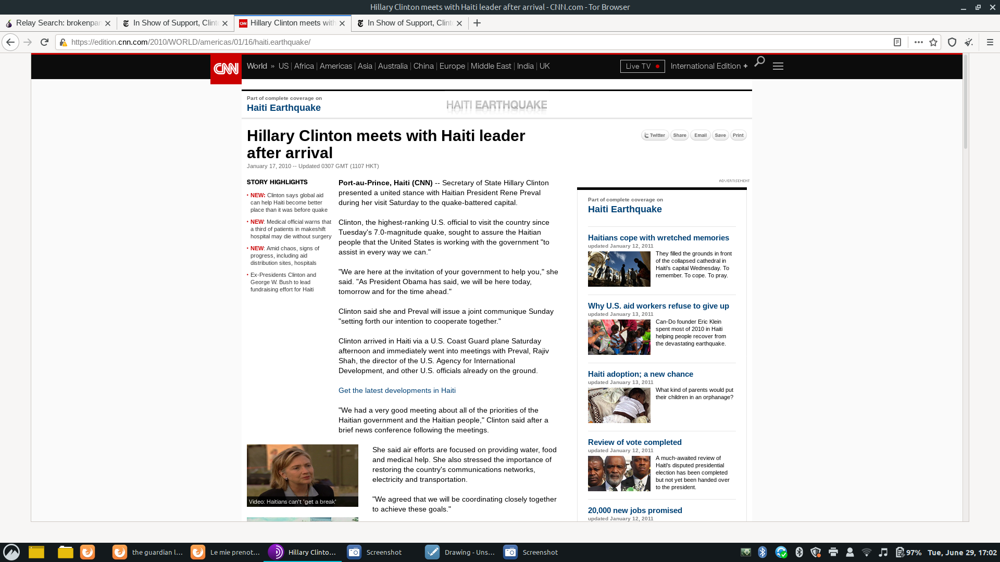 Hillary Clinton meets with Haiti leader after arrival - CNN.com - Tor Browser
Relay Search: brokenpar
In Show of Support, Clinto
Hillary Clinton meets with
In Show of Support, Clinto
https://edition.cnn.com/2010/WORLD/americas/01/16/haiti.earthquake/
CNN
World » US | Africa | Americas | Asia | Australia | China | Europe | Middle East | India | UK
Live TV
International Edition +
Part of complete coverage on
Haiti Earthquake
HAITI EARTHQUAKE
Hillary Clinton meets with Haiti leader
after arrival
January 17, 2010 -- Updated 0307 GMT (1107 HKT)
Twitter
Share
Email
Save
Print
STORY HIGHLIGHTS
NEW: Clinton says global aid
can help Haiti become better
place than it was before quake
NEW: Medical official warns that
a third of patients in makeshift
hospital may die without surgery
NEW: Amid chaos, signs of
progress, including aid
distribution sites, hospitals
Ex-Presidents Clinton and
George W. Bush to lead
fundraising effort for Haiti
Port-au-Prince, Haiti (CNN) -- Secretary of State Hillary Clinton
presented a united stance with Haitian President Rene Preval
during her visit Saturday to the quake-battered capital.
Clinton, the highest-ranking U.S. official to visit the country since
Tuesday's 7.0-magnitude quake, sought to assure the Haitian
people that the United States is working with the government "to
assist in every way we can."
"We are here at the invitation of your government to help you," she
said. "As President Obama has said, we will be here today,
tomorrow and for the time ahead."
Clinton said she and Preval will issue a joint communique Sunday
"setting forth our intention to cooperate together."
Clinton arrived in Haiti via a U.S. Coast Guard plane Saturday
afternoon and immediately went into meetings with Preval, Rajiv
Shah, the director of the U.S. Agency for International
Development, and other U.S. officials already on the ground.
Get the latest developments in Haiti
"We had a very good meeting about all of the priorities of the
Haitian government and the Haitian people," Clinton said after a
brief news conference following the meetings.
Video: Haitians can't 'get a break'
She said air efforts are focused on providing water, food
and medical help. She also stressed the importance of
restoring the country's communications networks,
electricity and transportation.
"We agreed that we will be coordinating closely together
to achieve these goals."
ADVERTISEMENT
Part of complete coverage on
Haiti Earthquake
Haitians cope with wretched memories
updated January 12, 2011
They filled the grounds in front
of the collapsed cathedral in
Haiti's capital Wednesday. To
remember. To cope. To pray.
Why U.S. aid workers refuse to give up
updated January 13, 2011
Can-Do founder Eric Klein
spent most of 2010 in Haiti
helping people recover from
the devastating earthquake.
Haiti adoption; a new chance
updated January 13, 2011
What kind of parents would put
their children in an orphanage?
Review of vote completed
updated January 12, 2011
A much-awaited review of
Haiti's disputed presidential
election has been completed
but not yet been handed over
to the president.
20,000 new jobs promised
updated January 12, 2011
the guardian l...
Le mie prenot...
Hillary Clinto...
Screenshot
Drawing - Uns...
Screenshot
97%
Tue, June 29, 17:02